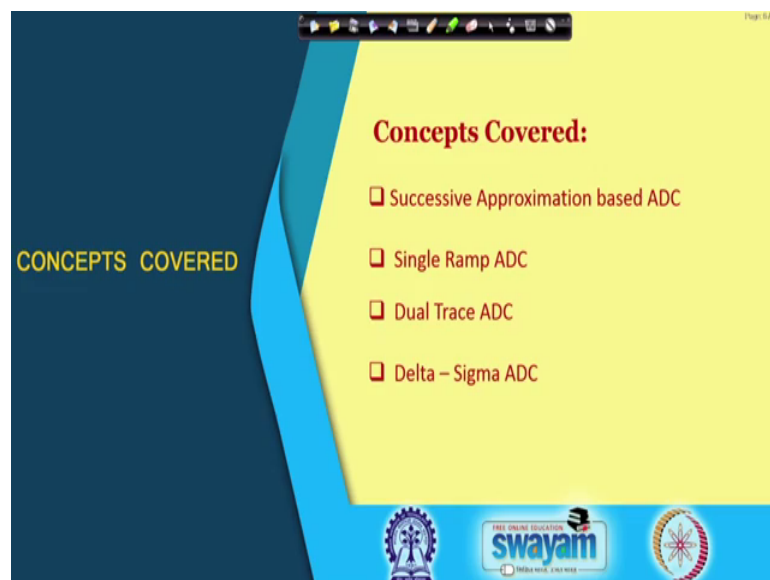 Concepts Covered:
Successive Approximation based ADC
CONCEPTS COVERED
Single Ramp ADC
Dual Trace ADC
Delta – Sigma ADC
FREE ONLINE EDUCATION
swayam